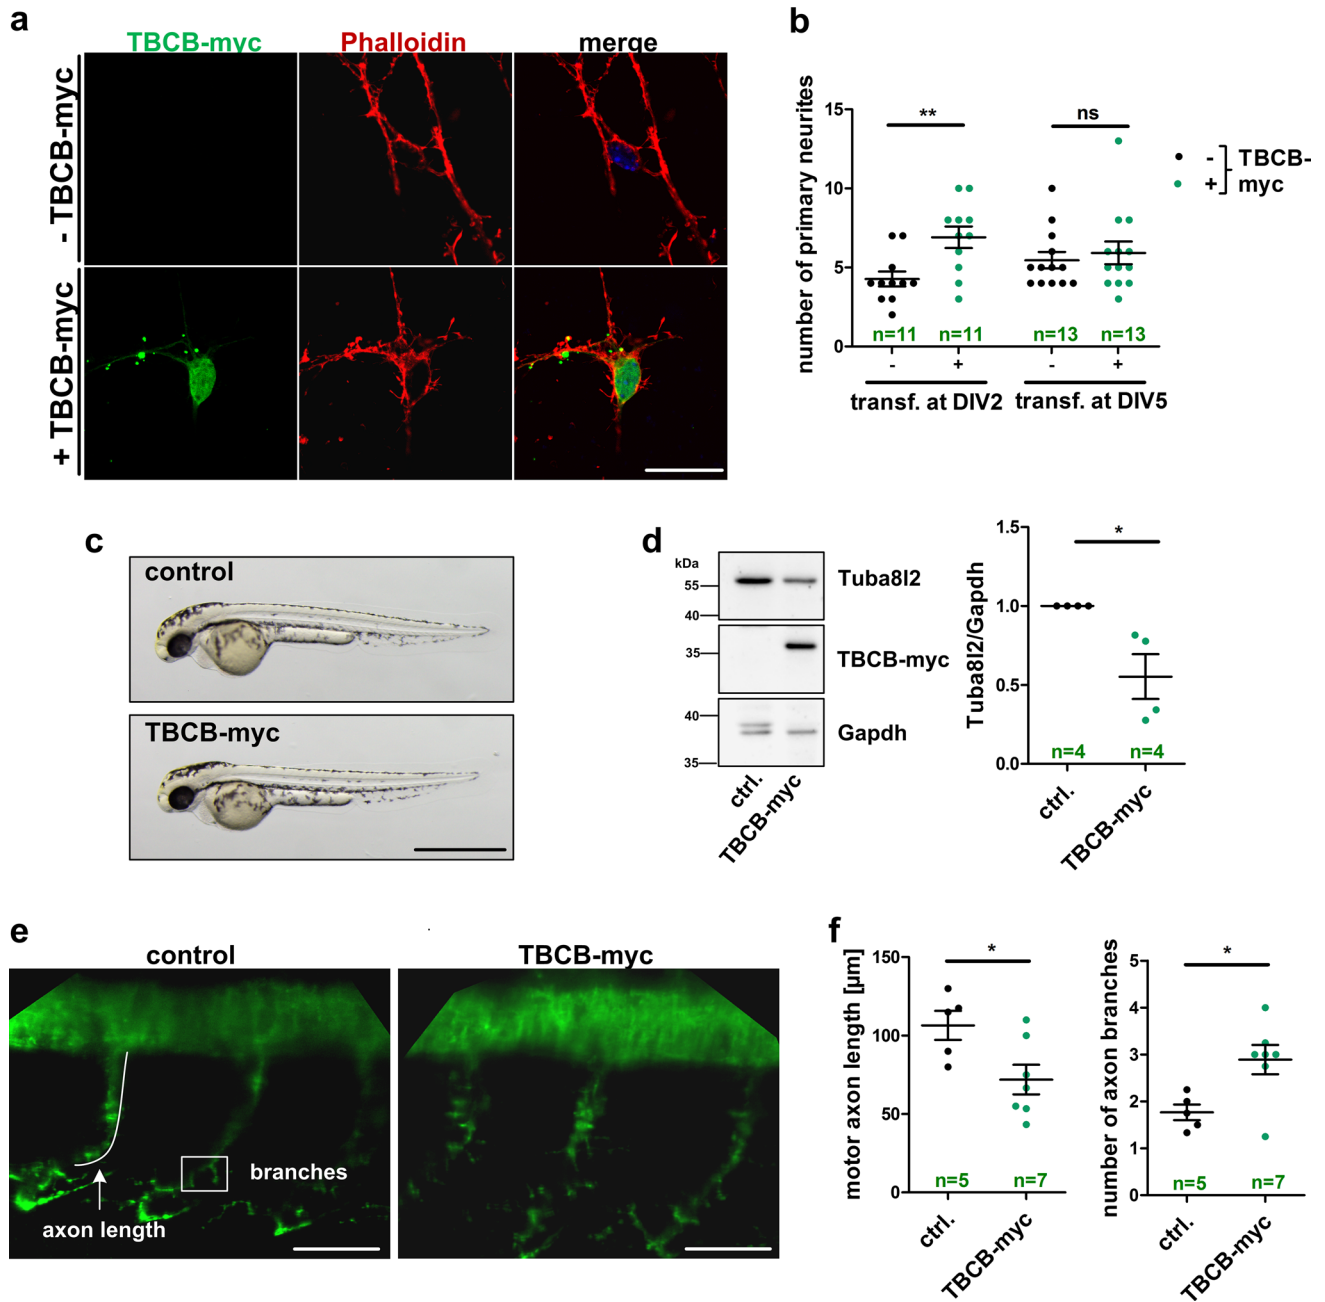 a
TBCB-myc
Phalloidin
merge
- TBCB-myc
+ TBCB-myc
b
number of primary neurites
15
10
5
0
**
ns
n=11
n=11
n=13
n=13
- + - +
transf. at DIV2
transf. at DIV5
- TBCB-
+ myc
c
control
TBCB-myc
d
kDa
55
40
Tuba8l2
35
TBCB-myc
40
35
Gapdh
ctrl.
TBCB-myc
Tuba8l2/Gapdh
1.5
1.0
0.5
0.0
*
n=4
n=4
ctrl.
TBCB-myc
e
control
TBCB-myc
branches
axon length
f
motor axon length [µm]
150
100
50
0
*
n=5
n=7
ctrl.
TBCB-myc
number of axon branches
5
4
3
2
1
0
*
n=5
n=7
ctrl.
TBCB-myc